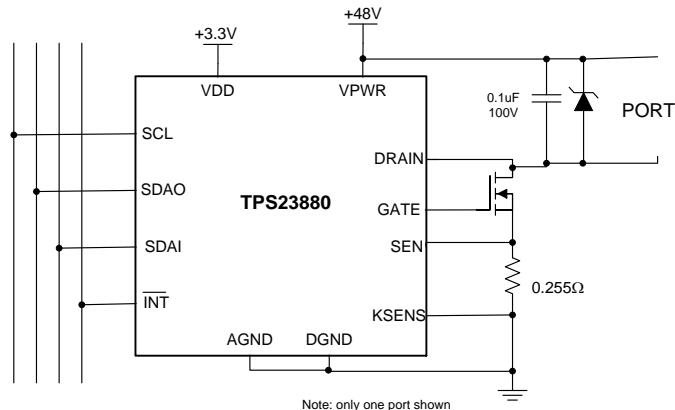 +48V
+3.3V
VDD
VPWR
0.1uF
100V
PORT
SCL
DRAIN
SDAO
TPS23880
GATE
SDAI
SEN
INT
0.255Ω
KSENS
AGND
DGND
Note: only one port shown